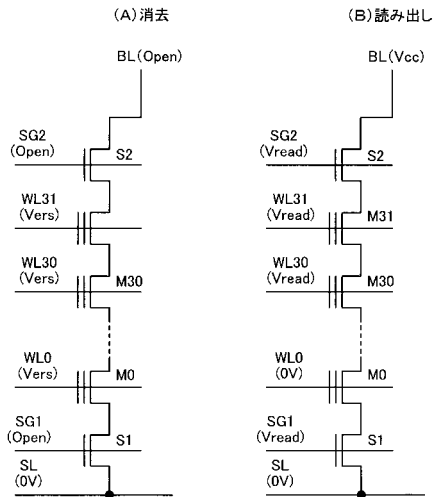 (A)消去
BL(Open)
SG2
(Open)
S2
WL31
(Vers)
WL30
(Vers)
M30
WL0
(Vers)
M0
SG1
(Open)
S1
SL
(0V)
(B)読み出し
BL(Vcc)
SG2
(Vread)
S2
WL31
(Vread)
M31
WL30
(Vread)
M30
WL0
(0V)
M0
SG1
(Vread)
S1
SL
(0V)